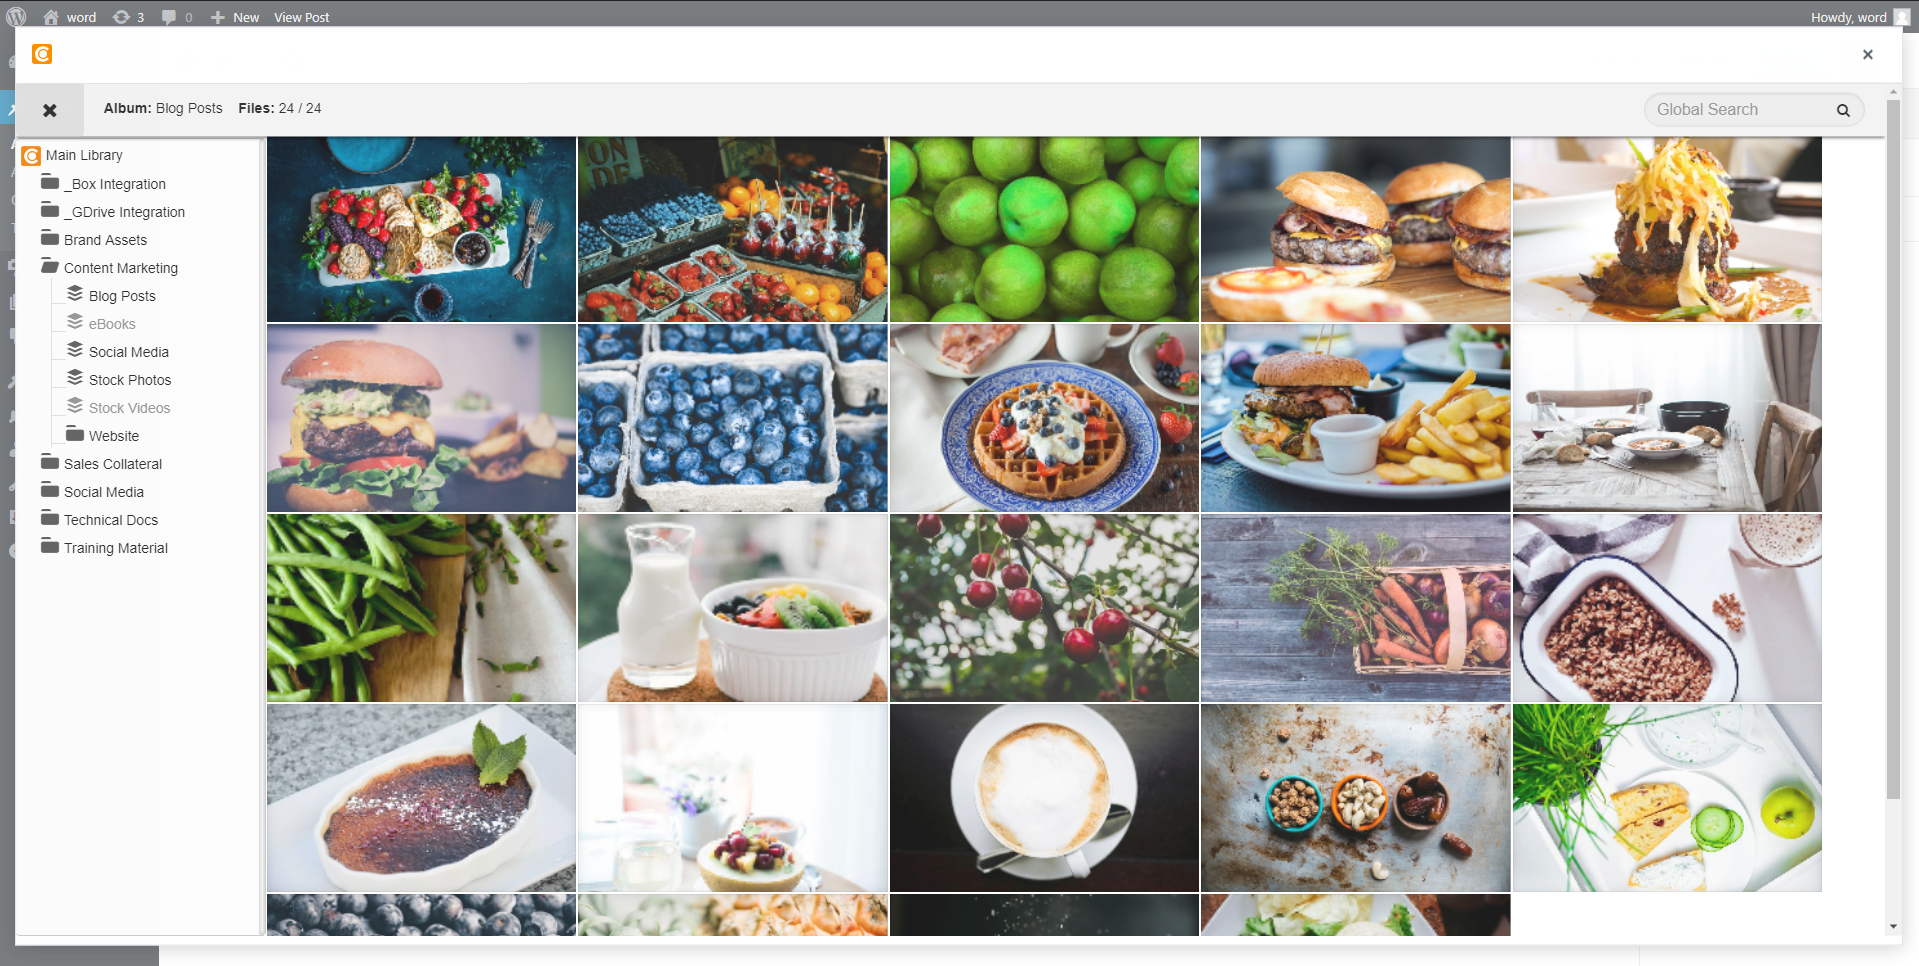 word 3 0 New View Post Howdy, word
Album: Blog Posts Files: 24 / 24 Global Search
Main Library
_Box Integration
_GDrive Integration
Brand Assets
Content Marketing
Blog Posts
eBooks
Social Media
Stock Photos
Stock Videos
Website
Sales Collateral
Social Media
Technical Docs
Training Material